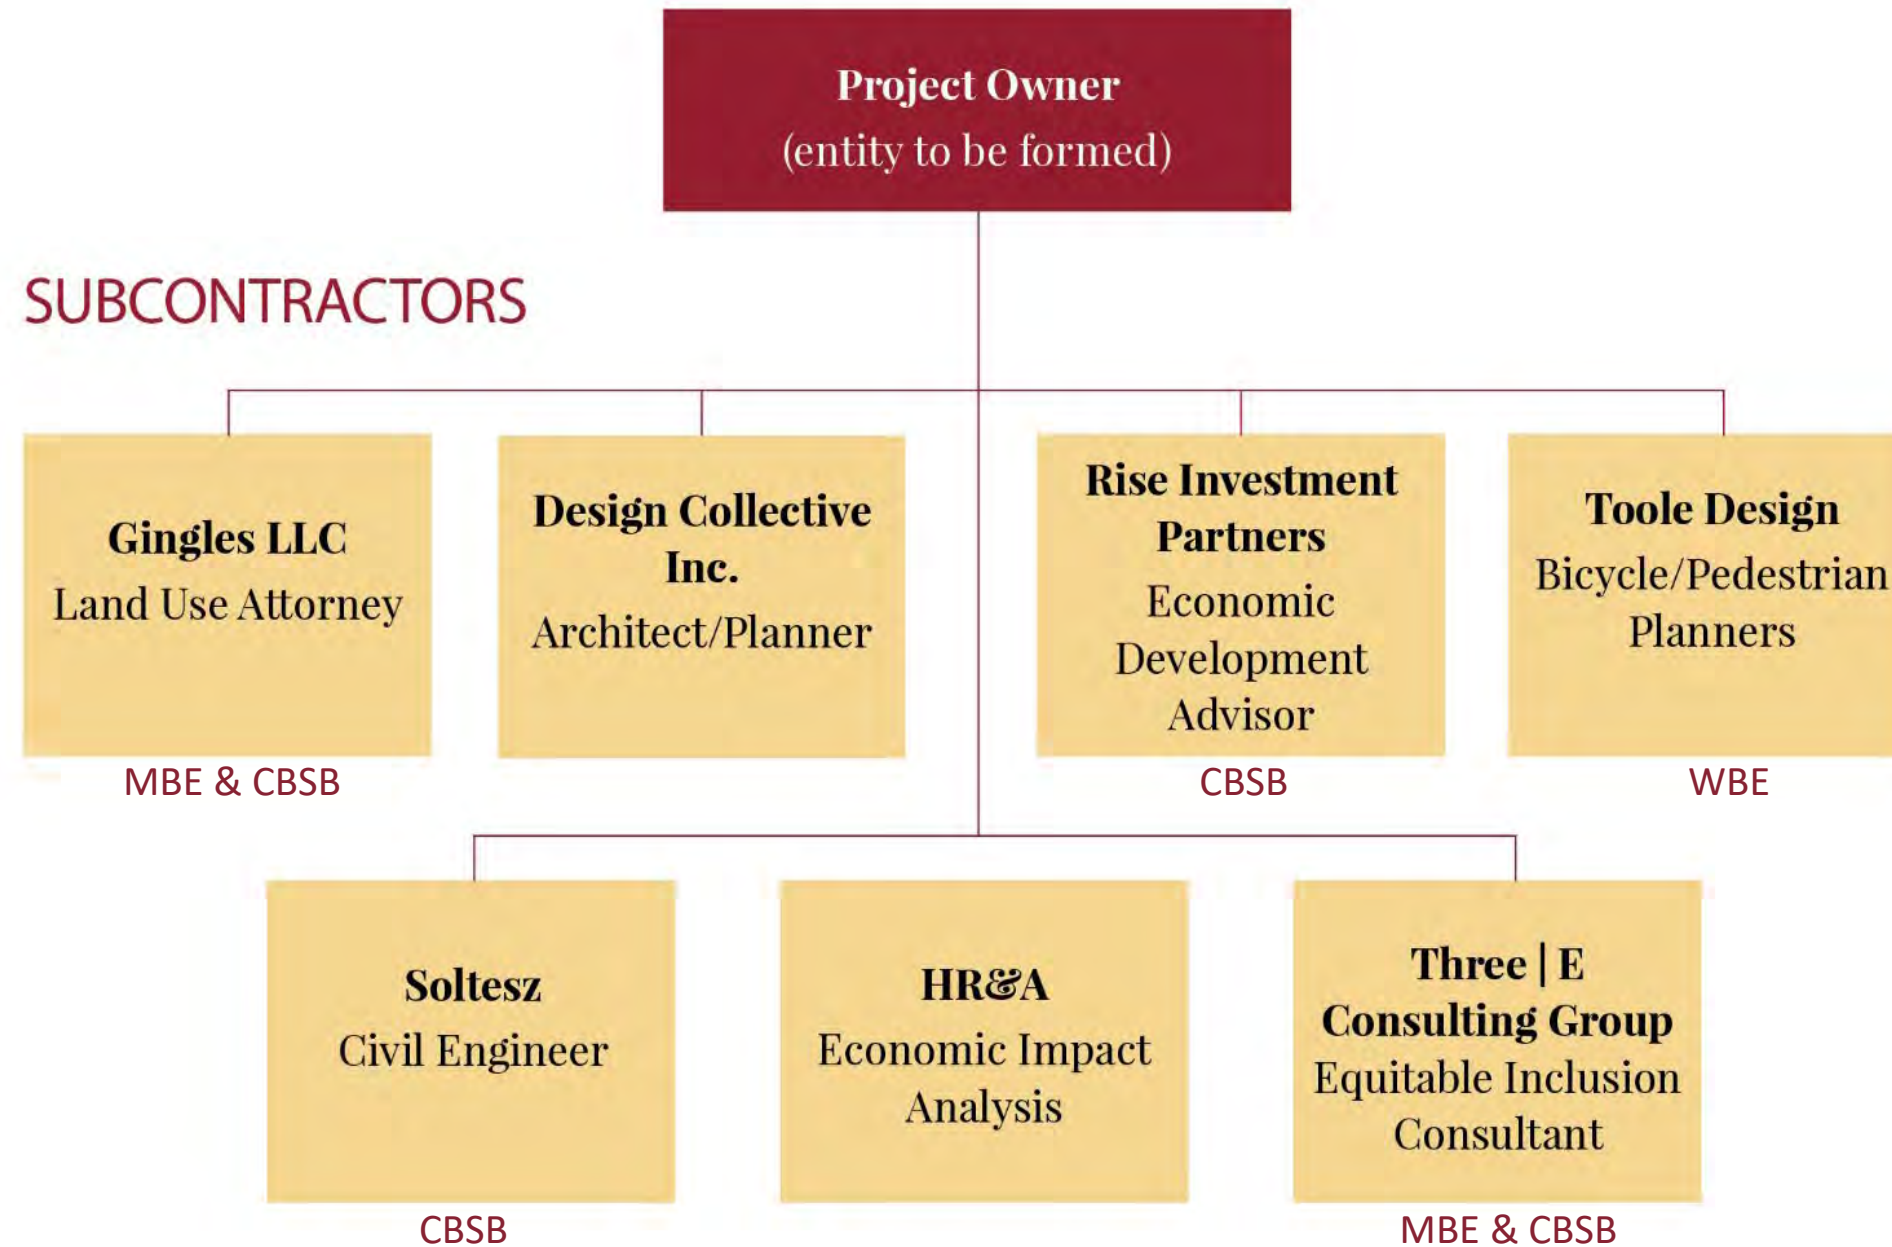 Project Owner
(entity to be formed)
SUBCONTRACTORS
Gingles LLC
Land Use Attorney
MBE & CBSB
Design Collective
Inc.
Architect/Planner
Rise Investment
Partners
Economic
Development
Advisor
CBSB
Toole Design
Bicycle/Pedestrian
Planners
WBE
Soltesz
Civil Engineer
CBSB
HR&A
Economic Impact
Analysis
Three | E
Consulting Group
Equitable Inclusion
Consultant
MBE & CBSB